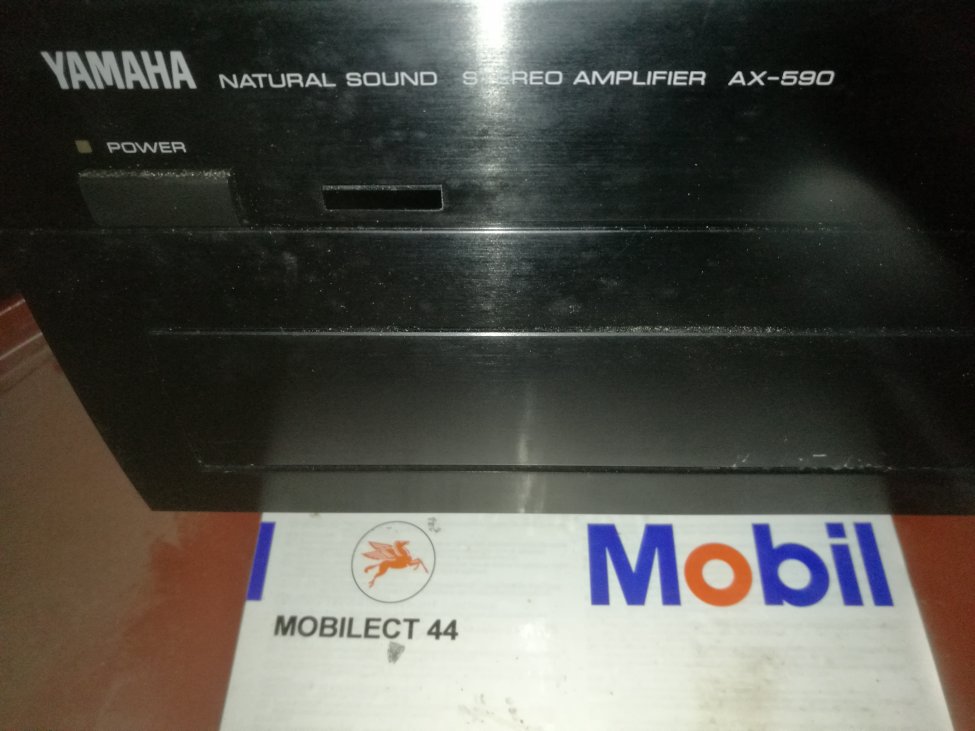 YAMAHA NATURAL SOUND STEREO AMPLIFIER AX-590
POWER
Mobil
MOBILECT 44